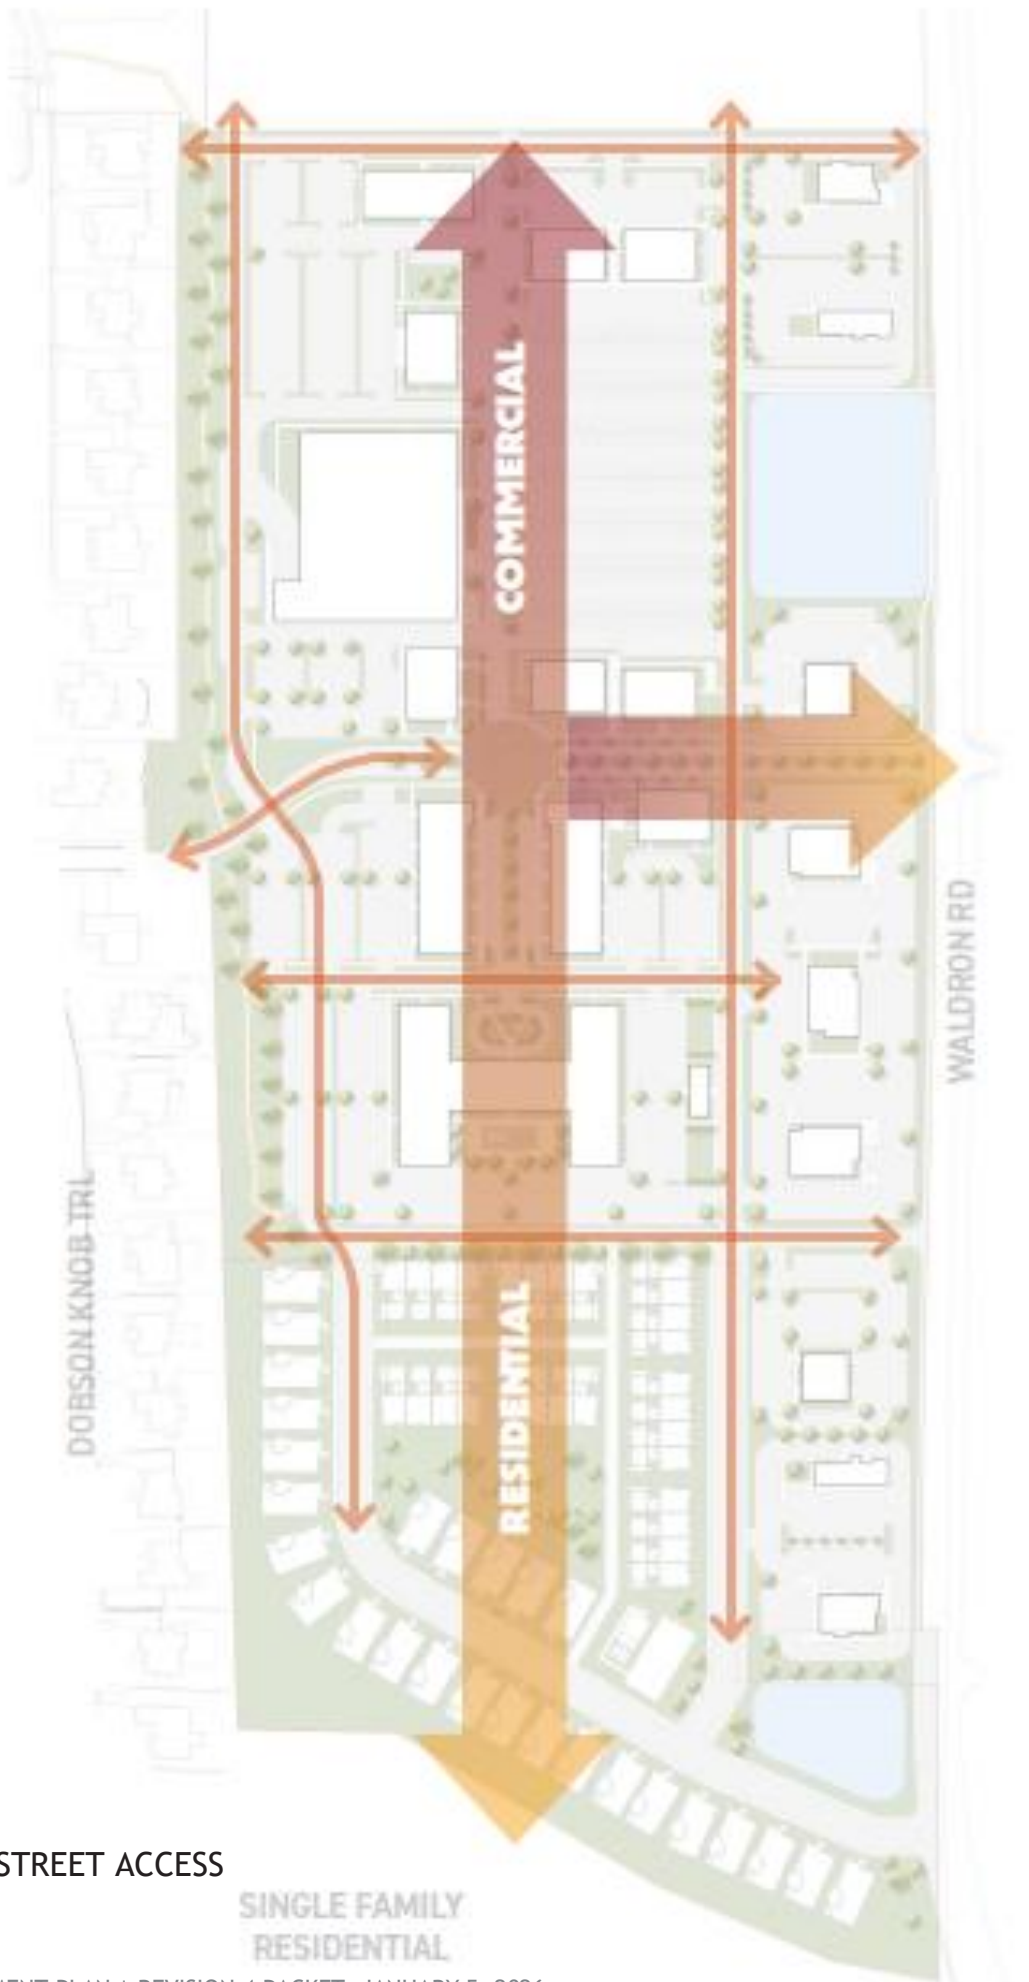 COMMERCIAL
WALDRON RD
DOBSON KNOB TRL
RESIDENTIAL
STREET ACCESS
SINGLE FAMILY
RESIDENTIAL